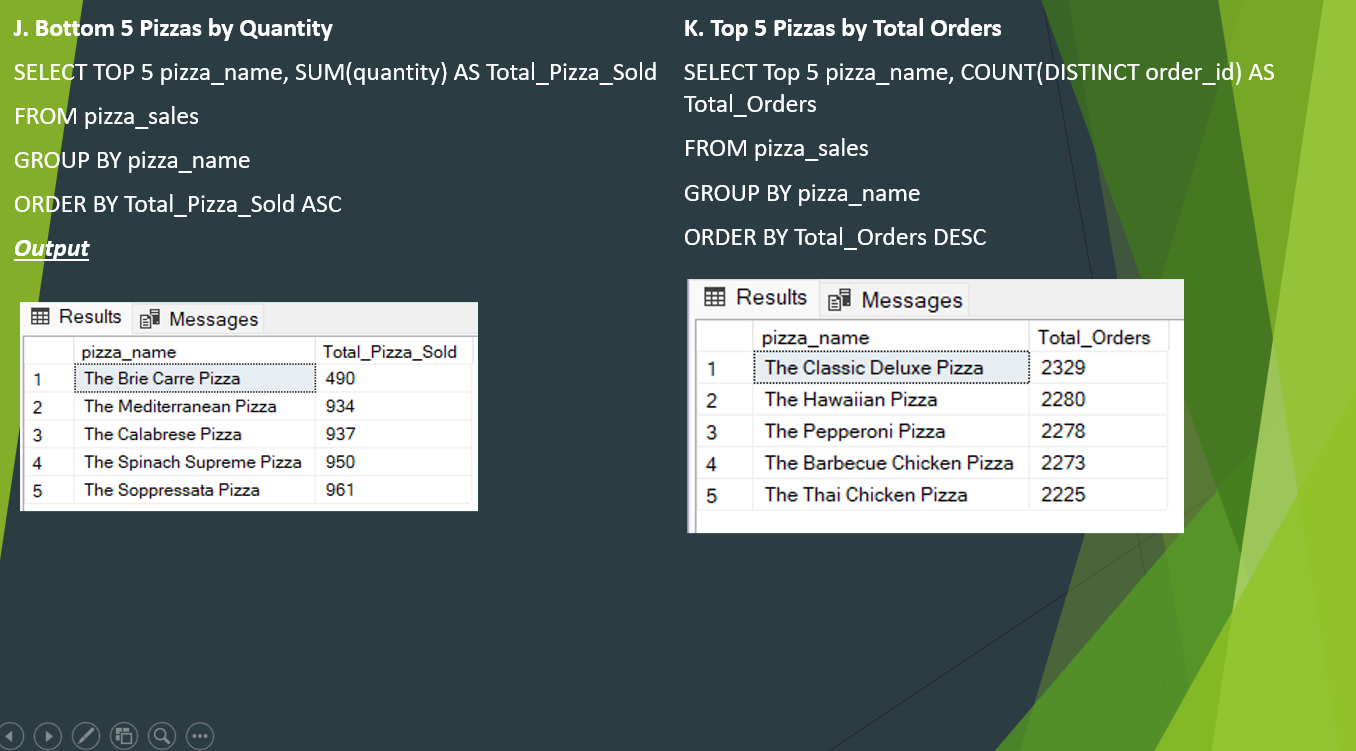 J. Bottom 5 Pizzas by Quantity
SELECT TOP 5 pizza_name, SUM(quantity) AS Total_Pizza_Sold
FROM pizza_sales
GROUP BY pizza_name
ORDER BY Total_Pizza_Sold ASC
Output
Results Messages
pizza_name Total_Pizza_Sold
1 The Brie Carre Pizza 490
2 The Mediterranean Pizza 934
3 The Calabrese Pizza 937
4 The Spinach Supreme Pizza 950
5 The Soppressata Pizza 961
K. Top 5 Pizzas by Total Orders
SELECT Top 5 pizza_name, COUNT(DISTINCT order_id) AS
Total_Orders
FROM pizza_sales
GROUP BY pizza_name
ORDER BY Total_Orders DESC
Results Messages
pizza_name Total_Orders
1 The Classic Deluxe Pizza 2329
2 The Hawaiian Pizza 2280
3 The Pepperoni Pizza 2278
4 The Barbecue Chicken Pizza 2273
5 The Thai Chicken Pizza 2225